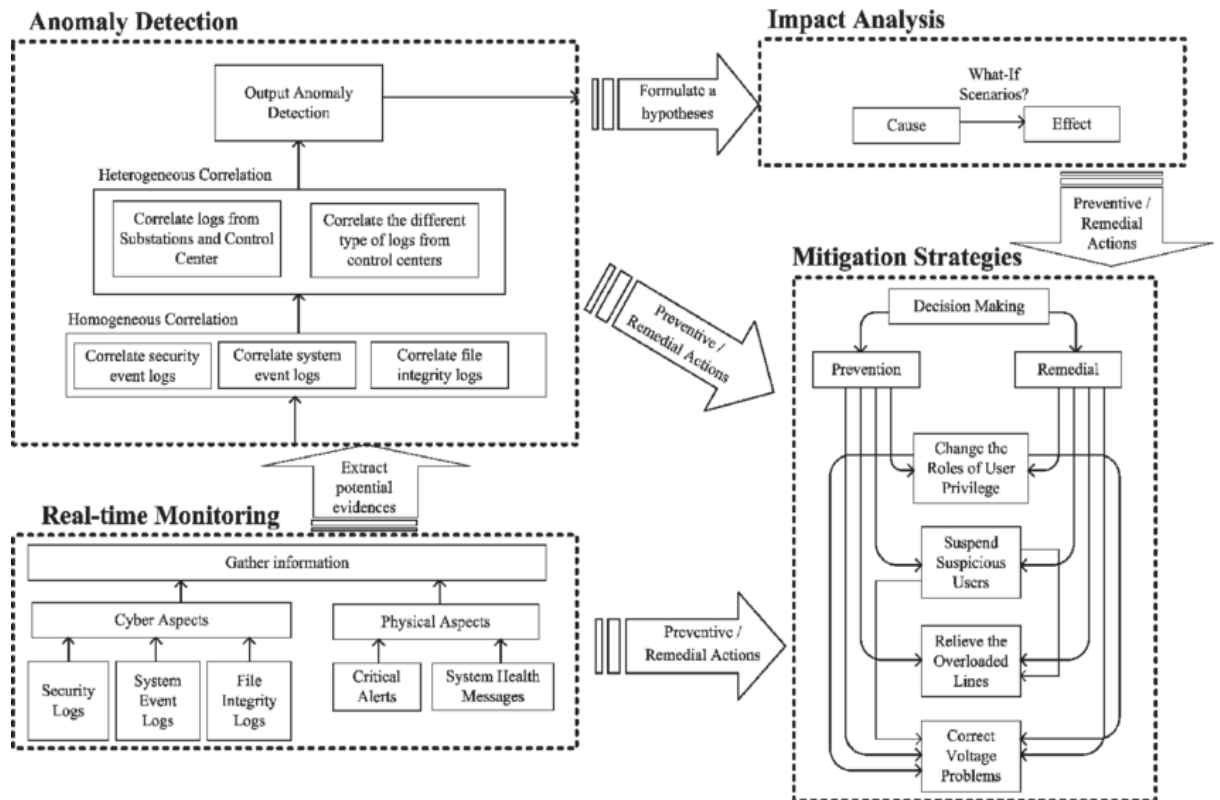 Anomaly Detection
Output Anomaly
Detection
Heterogeneous Correlation
Correlate logs from
Substations and Control
Center
Correlate the different
type of logs from
control centers
Homogeneous Correlation
Correlate security
event logs
Correlate system
event logs
Correlate file
integrity logs
Formulate a
hypotheses
Impact Analysis
What-If
Scenarios?
Cause
Effect
Preventive /
Remedial
Actions
Preventive /
Remedial Actions
Extract
potential
evidences
Real-time Monitoring
Gather information
Cyber Aspects
Physical Aspects
Security
Logs
System
Event
Logs
File
Integrity
Logs
Critical
Alerts
System Health
Messages
Preventive /
Remedial Actions
Mitigation Strategies
Decision Making
Prevention
Remedial
Change the
Roles of User
Privilege
Suspend
Suspicious
Users
Relieve the
Overloaded
Lines
Correct
Voltage
Problems